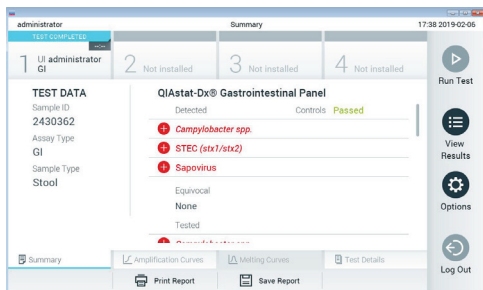 administrator Summary 17:38 2019-02-06
TEST COMPLETED
1 UI administrator
GI
2 Not installed
3 Not installed
4 Not installed
Run Test
TEST DATA
Sample ID
2430362
Assay Type
GI
Sample Type
Stool
QIAstat-Dx® Gastrointestinal Panel
Detected Controls Passed
Campylobacter spp.
STEC (stx1/stx2)
Sapovirus
Equivocal
None
Tested
Campylobacter spp.
View
Results
Options
Log Out
Summary
Amplification Curves
Melting Curves
Test Details
Print Report
Save Report